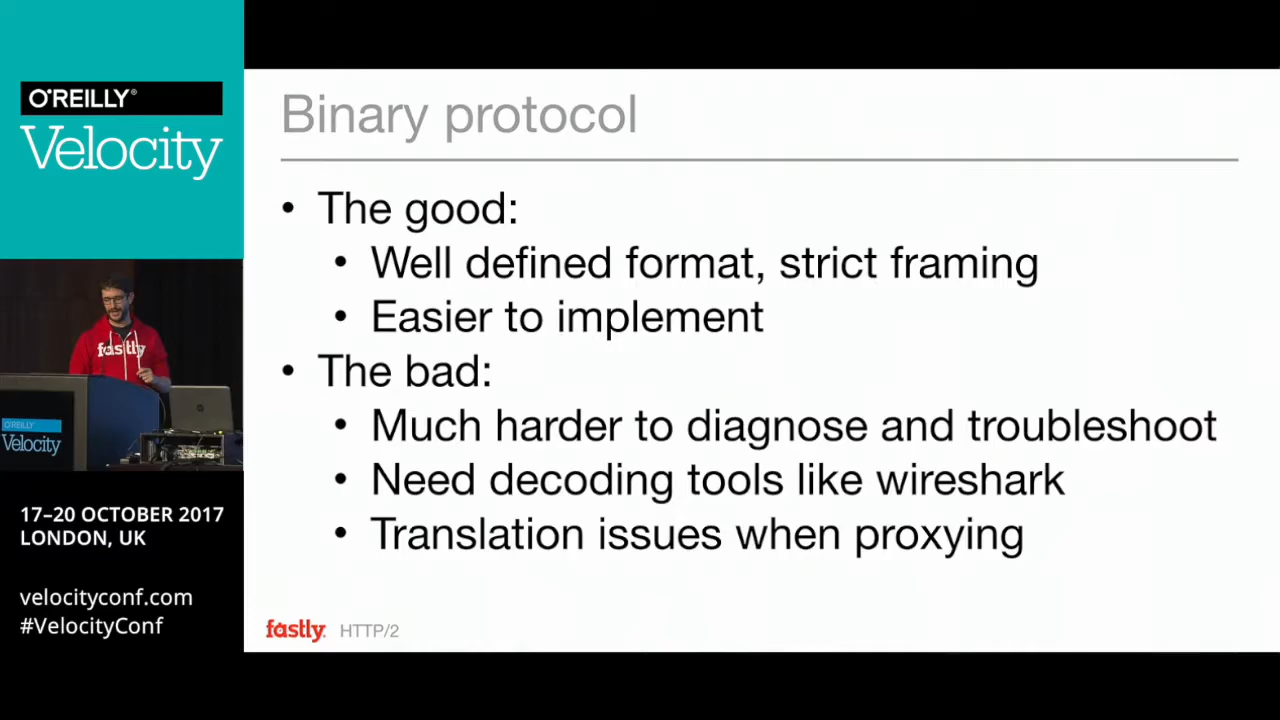 O'REILLY®
Velocity
Binary protocol
• The good:
• Well defined format, strict framing
• Easier to implement
• The bad:
• Much harder to diagnose and troubleshoot
• Need decoding tools like wireshark
• Translation issues when proxying
fastly
O'REILLY
Velocity
17–20 OCTOBER 2017
LONDON, UK
velocityconf.com
#VelocityConf
fastly HTTP/2